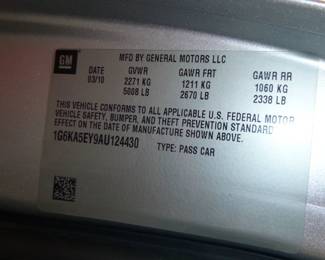 GM
MFD BY GENERAL MOTORS LLC
DATE GVWR GAWR FRT GAWR RR
03/10 2271 KG 1211 KG 1060 KG
5008 LB 2670 LB 2338 LB
THIS VEHICLE CONFORMS TO ALL APPLICABLE U.S. FEDERAL MOTOR
VEHICLE SAFETY, BUMPER, AND THEFT PREVENTION STANDARD
EFFECT ON THE DATE OF MANUFACTURE SHOWN ABOVE.
1G6KA5EY9AU124430 TYPE: PASS CAR